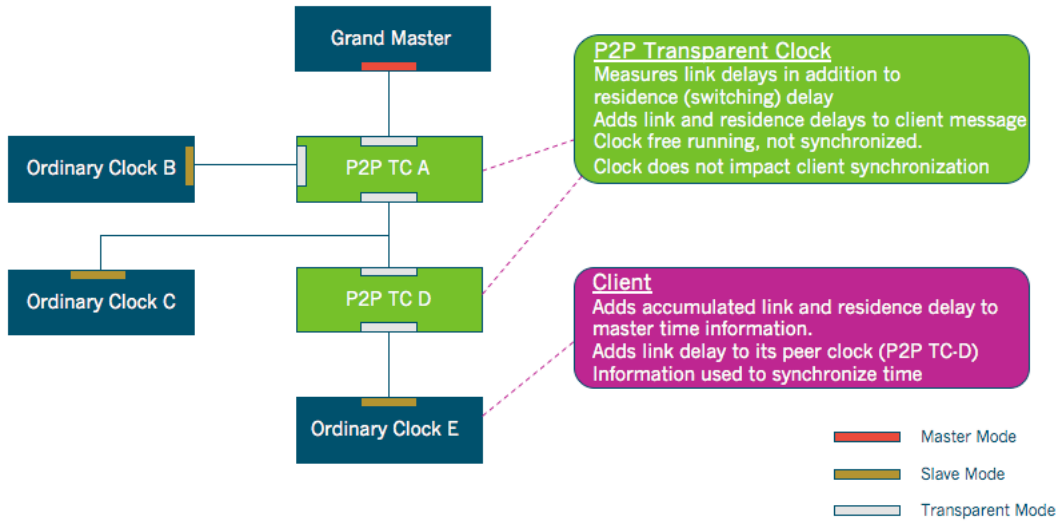 Grand Master
P2P Transparent Clock
Measures link delays in addition to
residence (switching) delay
Adds link and residence delays to client message
Clock free running, not synchronized.
Clock does not impact client synchronization
Ordinary Clock B
P2P TC A
Ordinary Clock C
P2P TC D
Client
Adds accumulated link and residence delay to
master time information.
Adds link delay to its peer clock (P2P TC-D)
Information used to synchronize time
Ordinary Clock E
Master Mode
Slave Mode
Transparent Mode